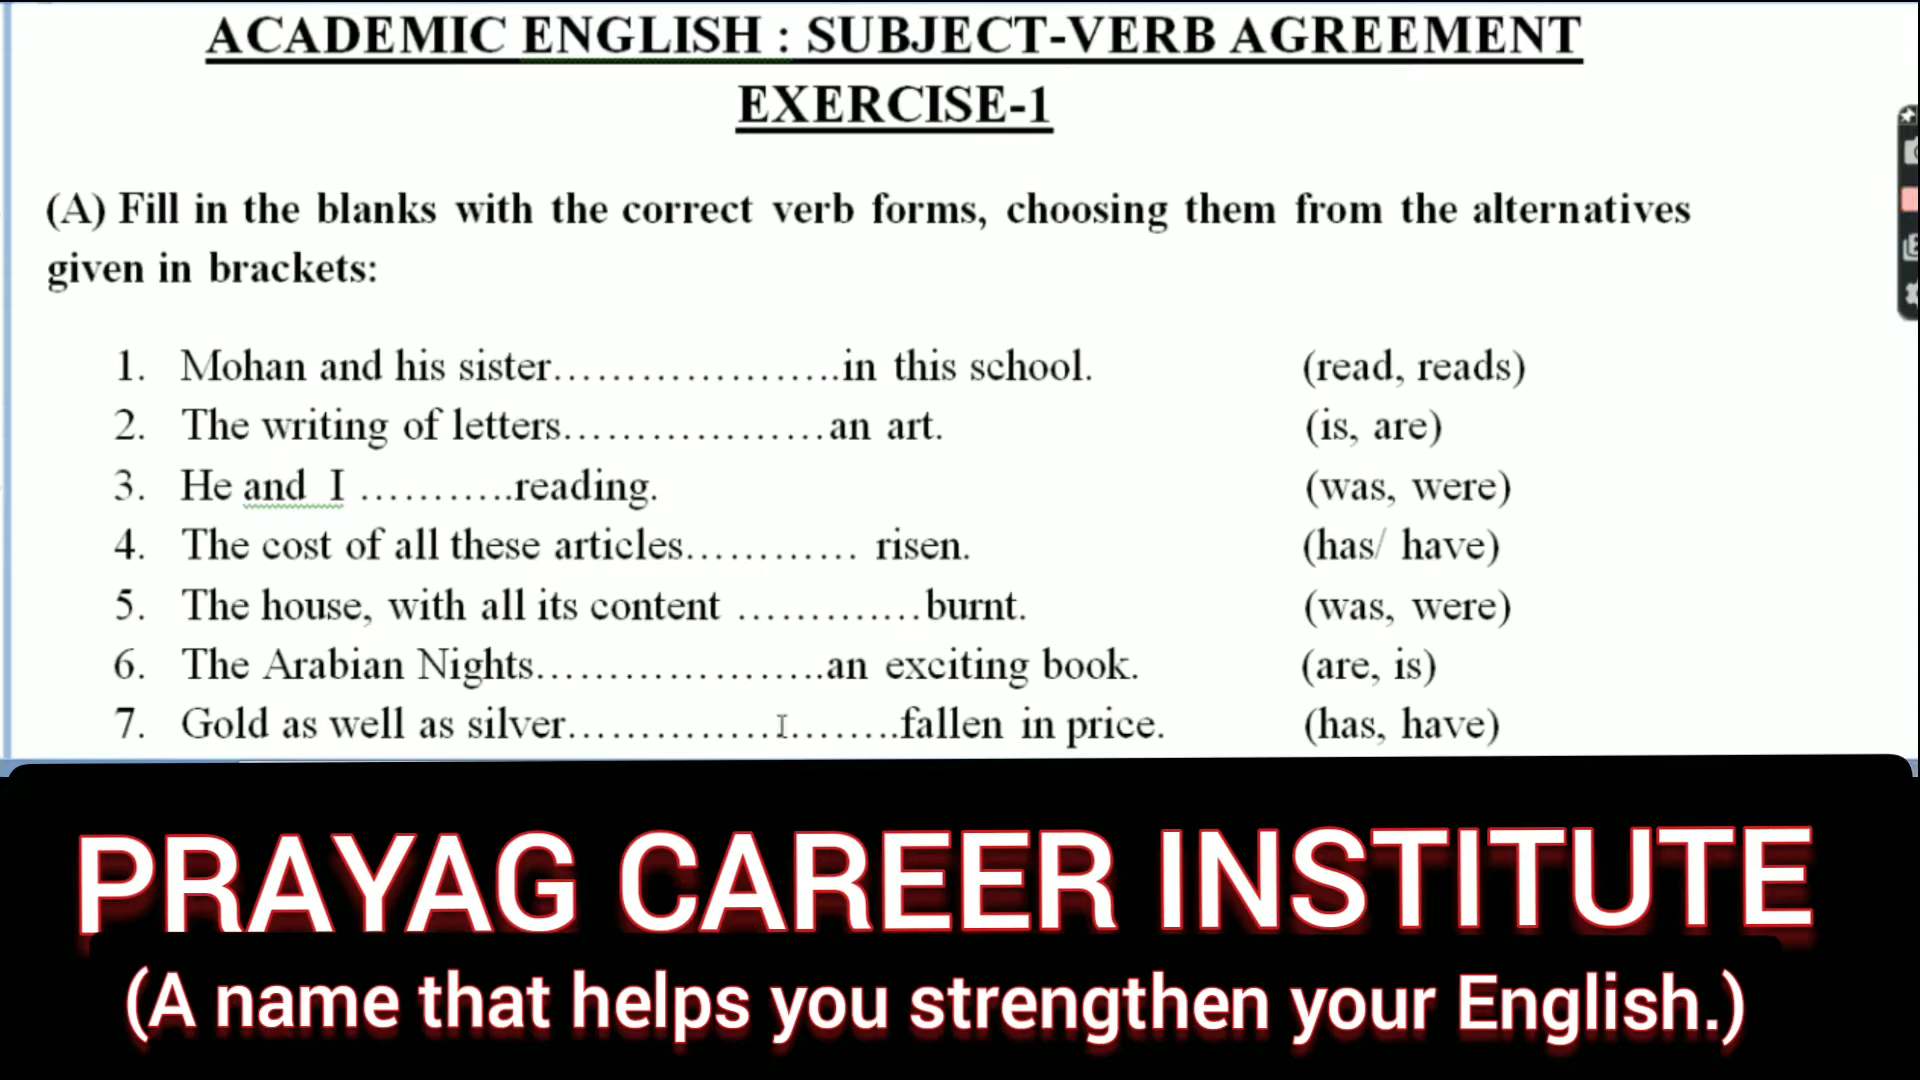 ACADEMIC ENGLISH : SUBJECT-VERB AGREEMENT
EXERCISE-1
(A) Fill in the blanks with the correct verb forms, choosing them from the alternatives
given in brackets:
1. Mohan and his sister....................in this school. (read, reads)
2. The writing of letters..................an art. (is, are)
3. He and I ...........reading. (was, were)
4. The cost of all these articles............ risen. (has/ have)
5. The house, with all its content .............burnt. (was, were)
6. The Arabian Nights....................an exciting book. (are, is)
7. Gold as well as silver.......................fallen in price. (has, have)
PRAYAG CAREER INSTITUTE
(A name that helps you strengthen your English.)